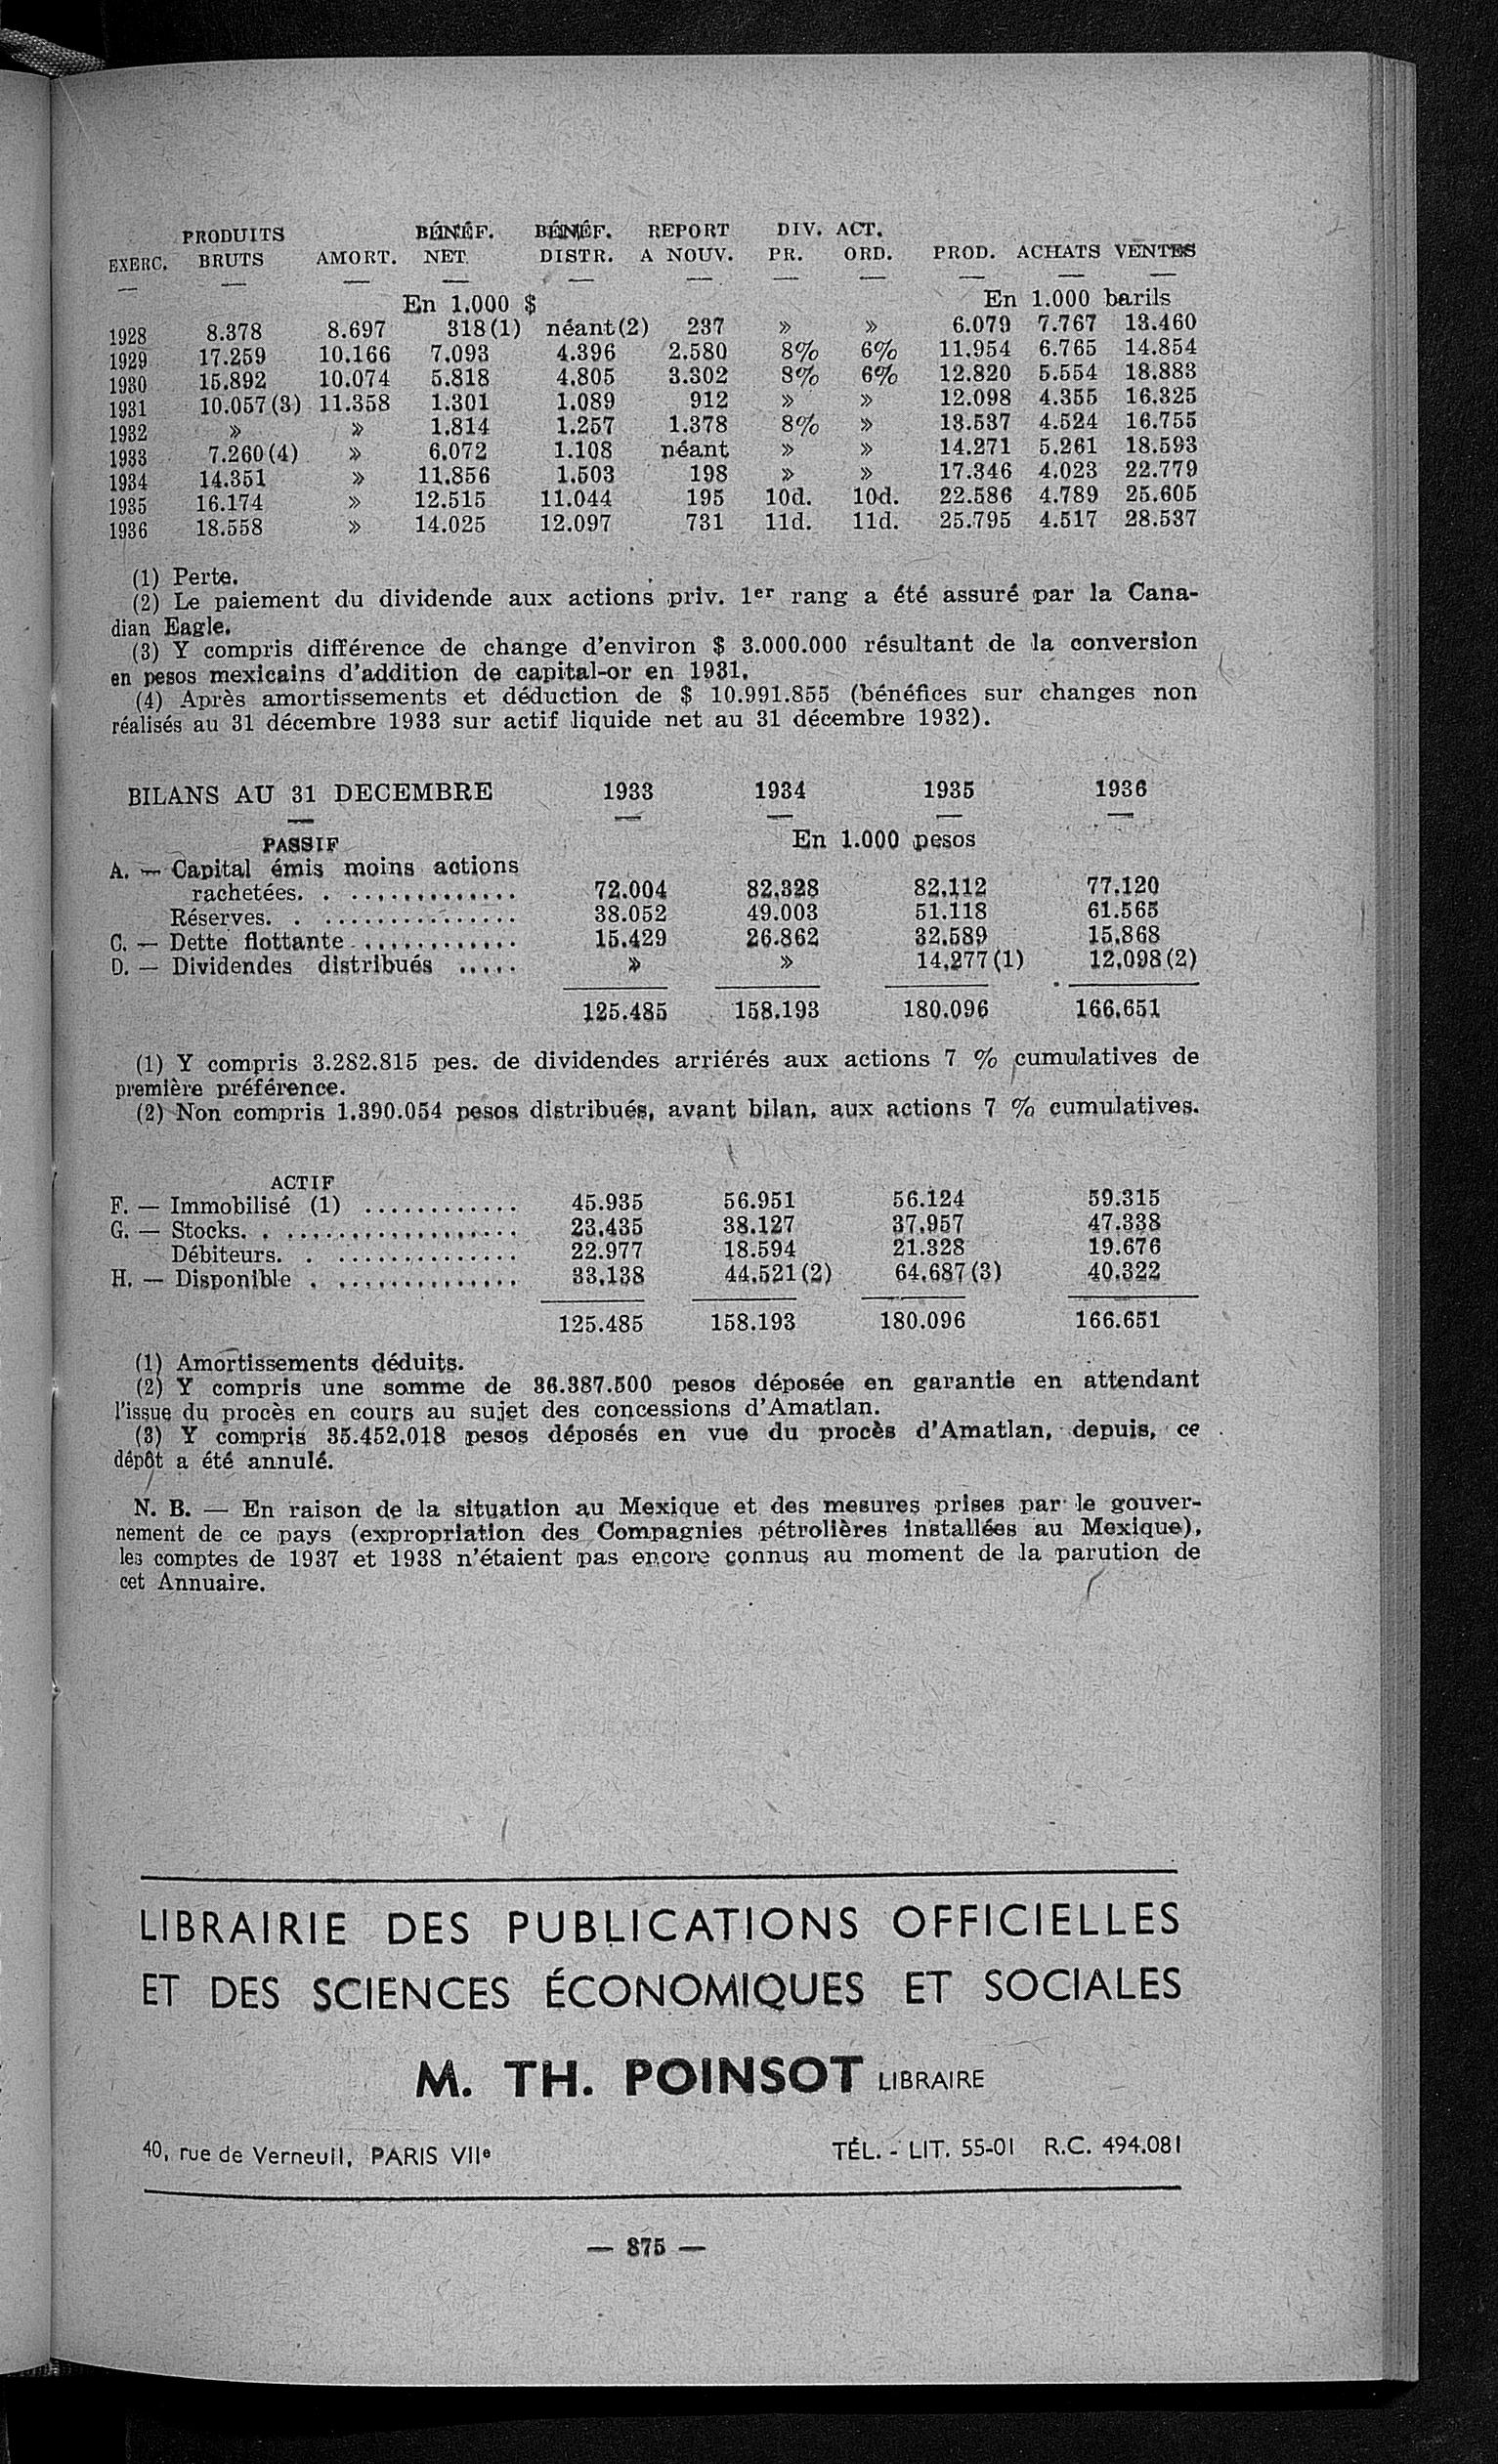 PRODUITS BÉNÉF. BÉNÉF. REPORT DIV. ACT.
EXERC. BRUTS AMORT. NET DISTR. A NOUV. PR. ORD. PROD. ACHATS VENTES
En 1.000 $ En 1.000 barils
1928 8.378 8.697 318(1) néant(2) 237 » » 6.079 7.767 13.460
1929 17.259 10.166 7.093 4.396 2.580 8% 6% 11.954 6.765 14.854
1930 15.892 10.074 5.818 4.805 3.302 8% 6% 12.820 5.554 18.883
1931 10.057(3) 11.358 1.301 1.089 912 » » 12.098 4.355 16.325
1932 » » 1.814 1.257 1.378 8% » 13.537 4.524 16.755
1933 7.260(4) » 6.072 1.108 néant » » 14.271 5.261 18.593
1934 14.351 » 11.856 1.503 198 » » 17.346 4.023 22.779
1935 16.174 » 12.515 11.044 195 10d. 10d. 22.586 4.789 25.605
1936 18.558 » 14.025 12.097 731 11d. 11d. 25.795 4.517 28.537
(1) Perte.
(2) Le paiement du dividende aux actions priv. 1er rang a été assuré par la Cana-
dian Eagle.
(3) Y compris différence de change d'environ $ 3.000.000 résultant de la conversion
en pesos mexicains d'addition de capital-or en 1931.
(4) Après amortissements et déduction de $ 10.991.855 (bénéfices sur changes non
réalisés au 31 décembre 1933 sur actif liquide net au 31 décembre 1932).
BILANS AU 31 DECEMBRE 1933 1934 1935 1936
PASSIF En 1.000 pesos
A. — Capital émis moins actions
rachetées. . ............. 72.004 82.328 82.112 77.120
Réserves. . ............... 38.052 49.003 51.118 61.565
C. — Dette flottante ............ 15.429 26.862 32.589 15.868
D. — Dividendes distribués ..... » » 14.277(1) 12.098(2)
125.485 158.193 180.096 166.651
(1) Y compris 3.282.815 pes. de dividendes arriérés aux actions 7 % cumulatives de
première préférence.
(2) Non compris 1.390.054 pesos distribués, avant bilan, aux actions 7 % cumulatives.
ACTIF
F. — Immobilisé (1) ............ 45.935 56.951 56.124 59.315
G. — Stocks. . .................. 23.435 38.127 37.957 47.338
Débiteurs. . .............. 22.977 18.594 21.328 19.676
H. — Disponible . .............. 33.138 44.521(2) 64.687(3) 40.322
125.485 158.193 180.096 166.651
(1) Amortissements déduits.
(2) Y compris une somme de 36.387.500 pesos déposée en garantie en attendant
l'issue du procès en cours au sujet des concessions d'Amatlan.
(3) Y compris 35.452.018 pesos déposés en vue du procès d'Amatlan, depuis, ce
dépôt a été annulé.
N. B. — En raison de la situation au Mexique et des mesures prises par le gouver-
nement de ce pays (expropriation des Compagnies pétrolières installées au Mexique),
les comptes de 1937 et 1938 n'étaient pas encore connus au moment de la parution de
cet Annuaire.
LIBRAIRIE DES PUBLICATIONS OFFICIELLES
ET DES SCIENCES ÉCONOMIQUES ET SOCIALES
M. TH. POINSOT LIBRAIRE
40, rue de Verneuil, PARIS VIIe TÉL. - LIT. 55-01 R.C. 494.081
— 875 —